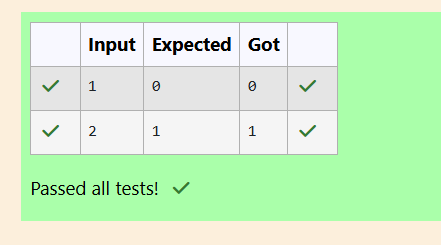 Input Expected Got
1 0 0
2 1 1
Passed all tests!